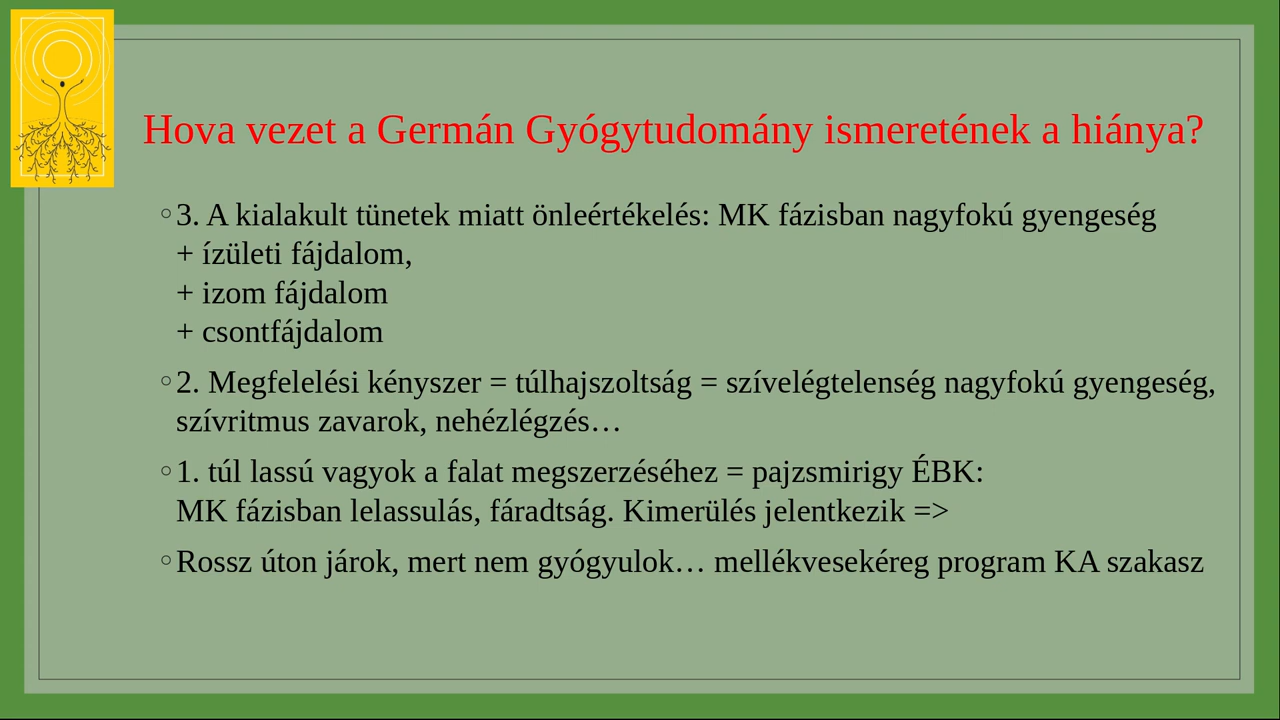 Hova vezet a Germán Gyógytudomány ismeretének a hiánya?
◦3. A kialakult tünetek miatt önleértékelés: MK fázisban nagyfokú gyengeség
+ ízületi fájdalom,
+ izom fájdalom
+ csontfájdalom
◦2. Megfelelési kényszer = túlhajszoltság = szívelégtelenség nagyfokú gyengeség,
szívritmus zavarok, nehézlégzés…
◦1. túl lassú vagyok a falat megszerzéséhez = pajzsmirigy ÉBK:
MK fázisban lelassulás, fáradtság. Kimerülés jelentkezik =>
◦Rossz úton járok, mert nem gyógyulok… mellékvesekéreg program KA szakasz